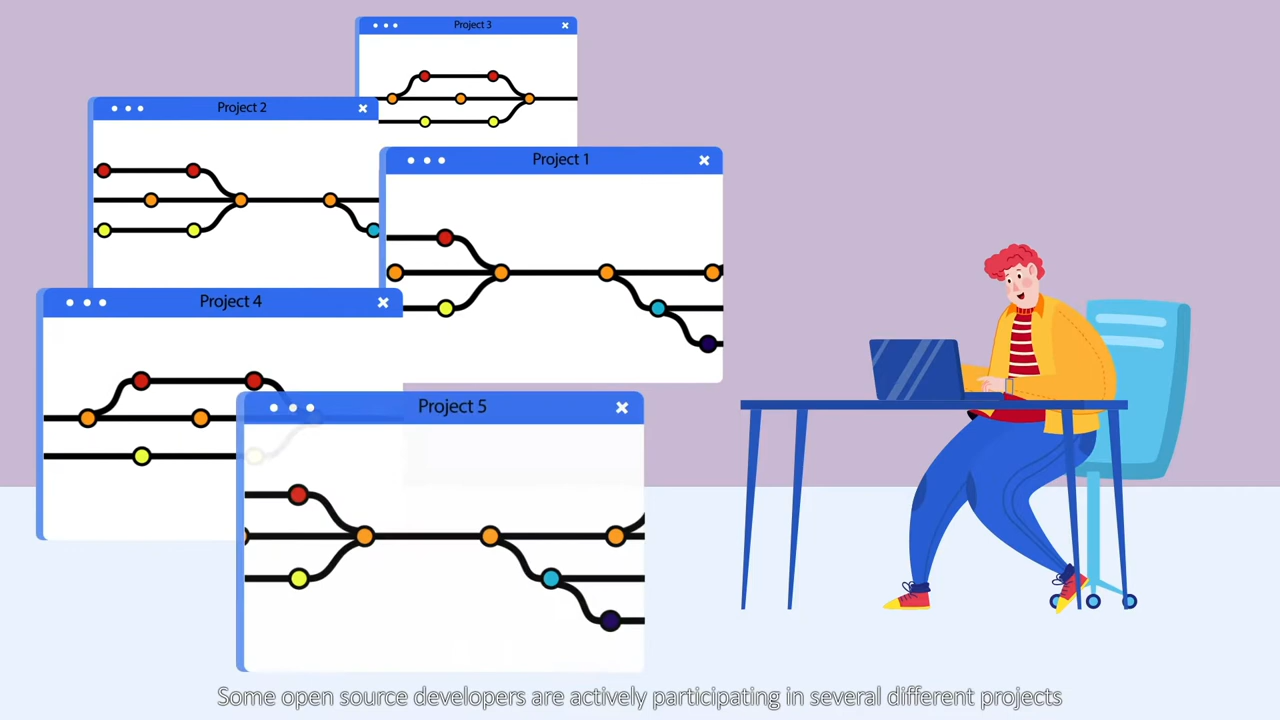 Project 3
Project 2
Project 1
Project 4
Project 5
Some open source developers are actively participating in several different projects